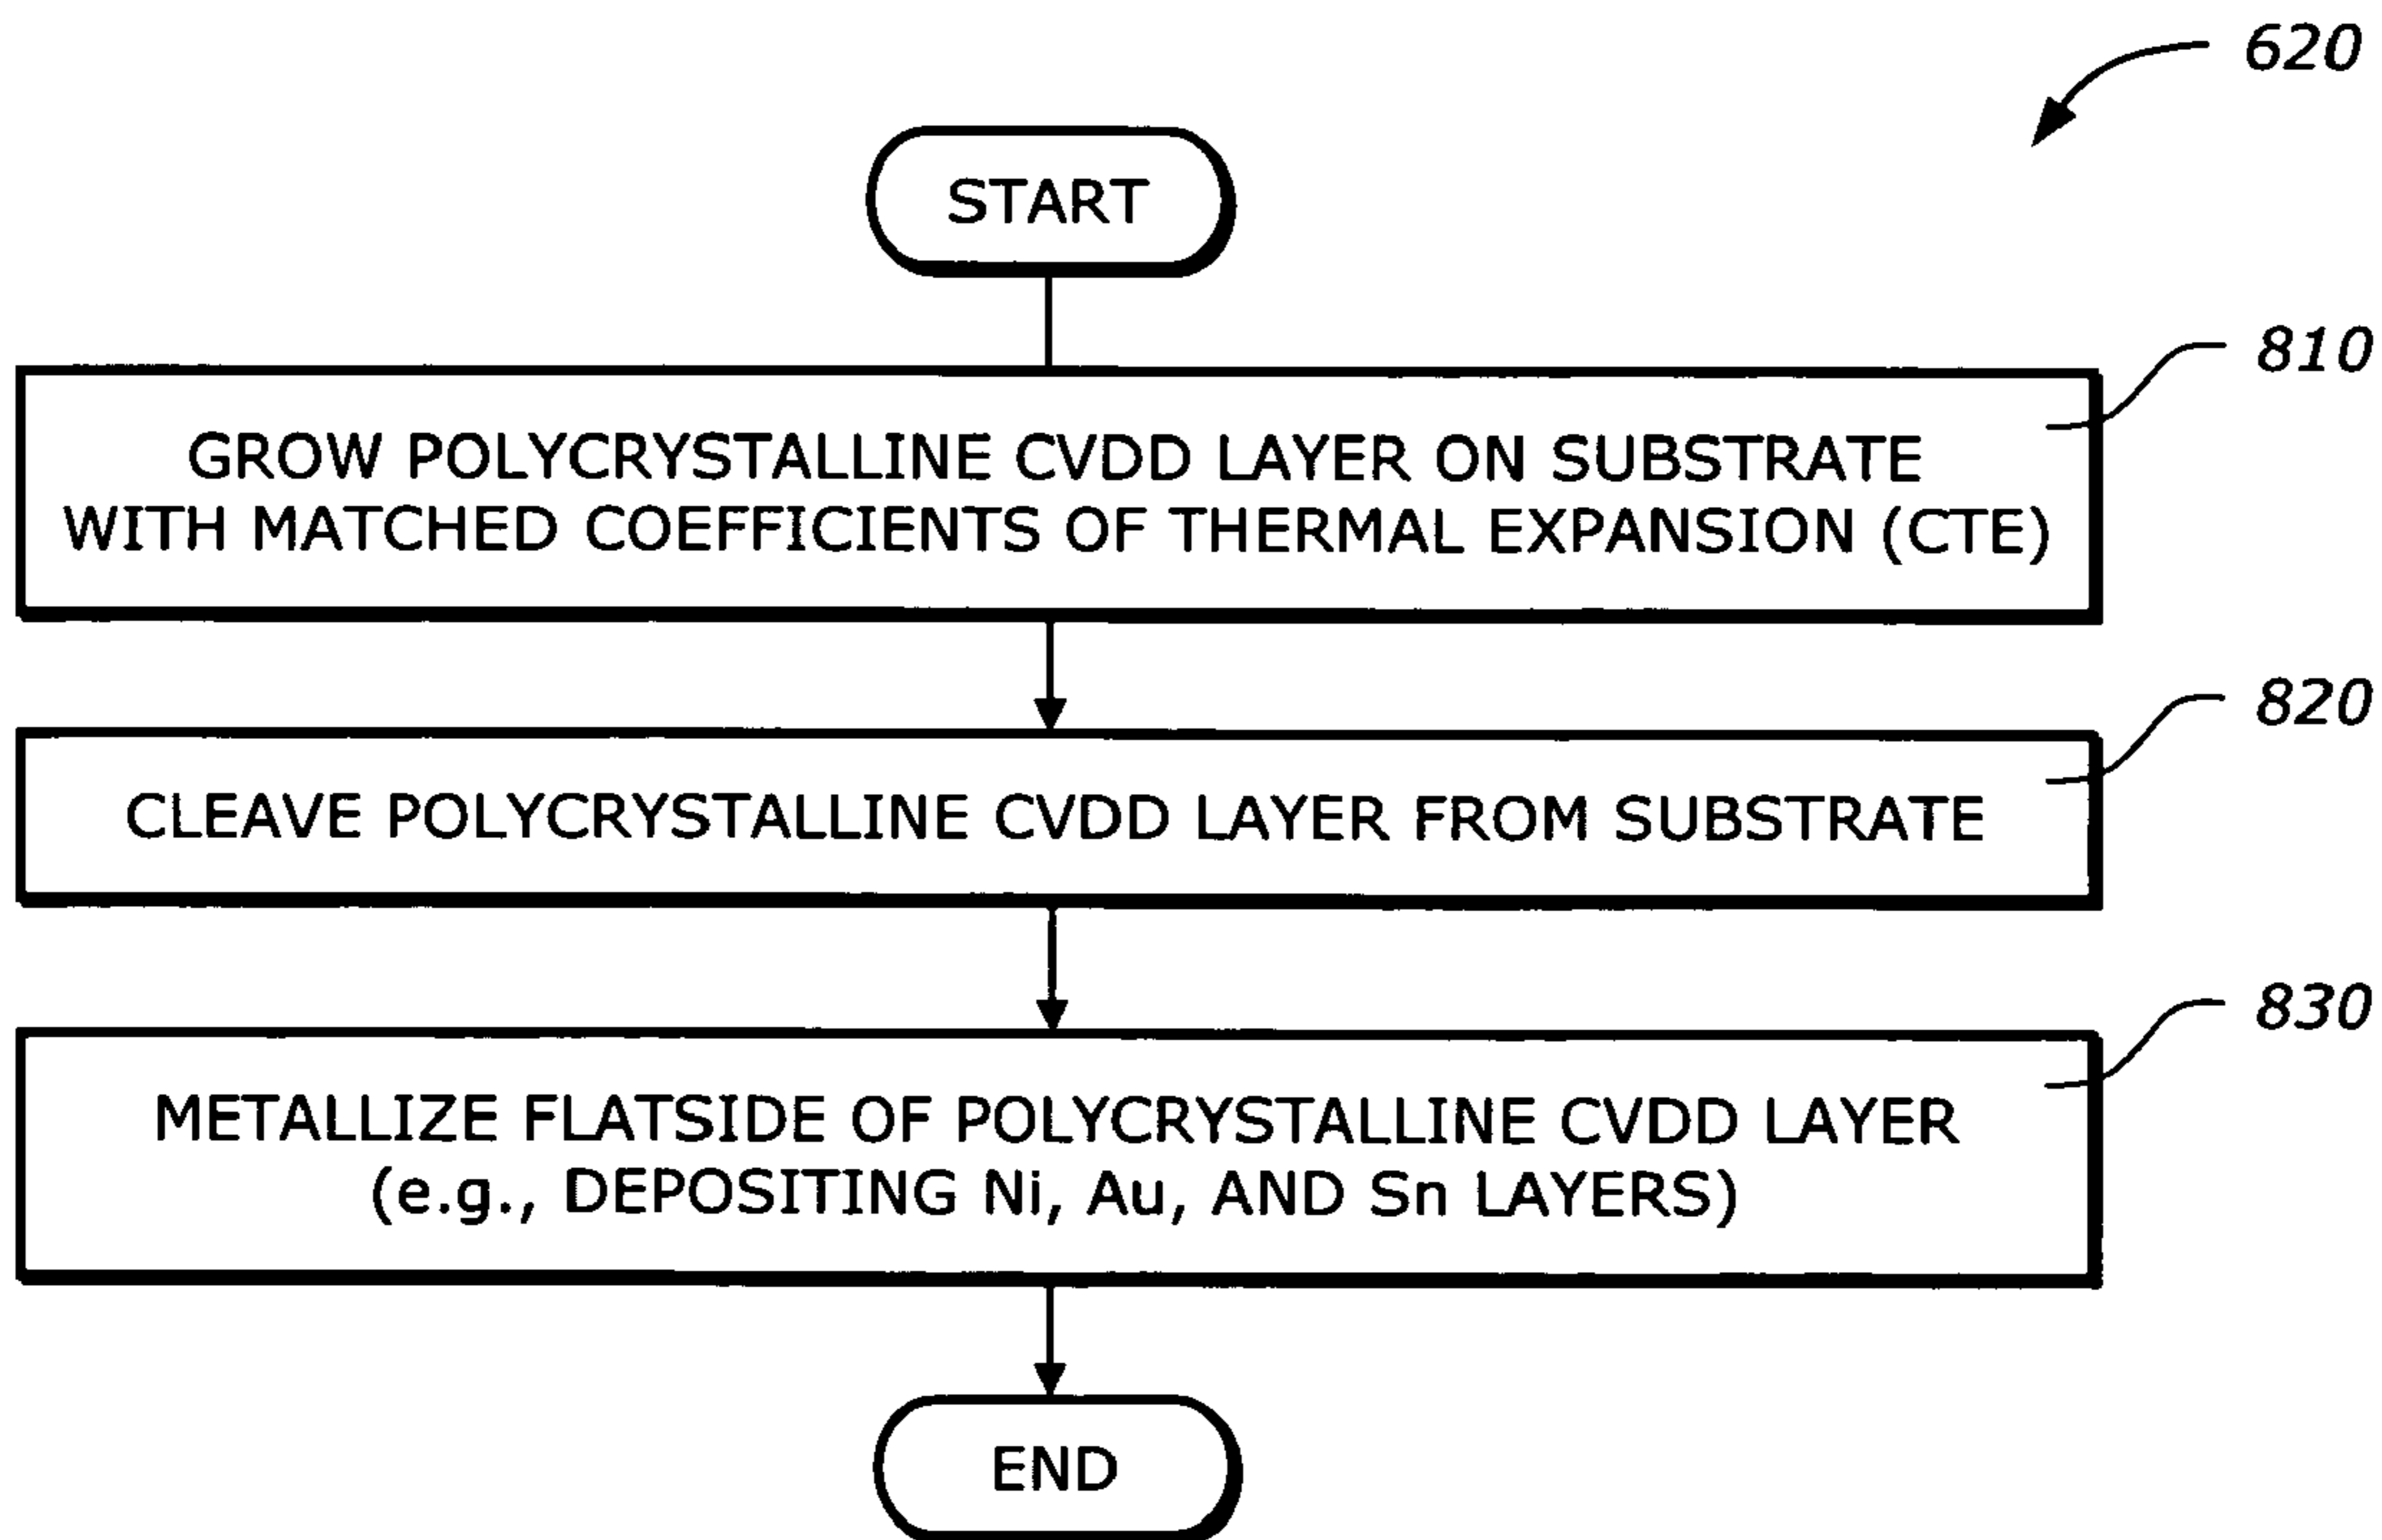 620
START
810
GROW POLYCRYSTALLINE CVDD LAYER ON SUBSTRATE
WITH MATCHED COEFFICIENTS OF THERMAL EXPANSION (CTE)
820
CLEAVE POLYCRYSTALLINE CVDD LAYER FROM SUBSTRATE
830
METALLIZE FLATSIDE OF POLYCRYSTALLINE CVDD LAYER
(e.g., DEPOSITING Ni, Au, AND Sn LAYERS)
END